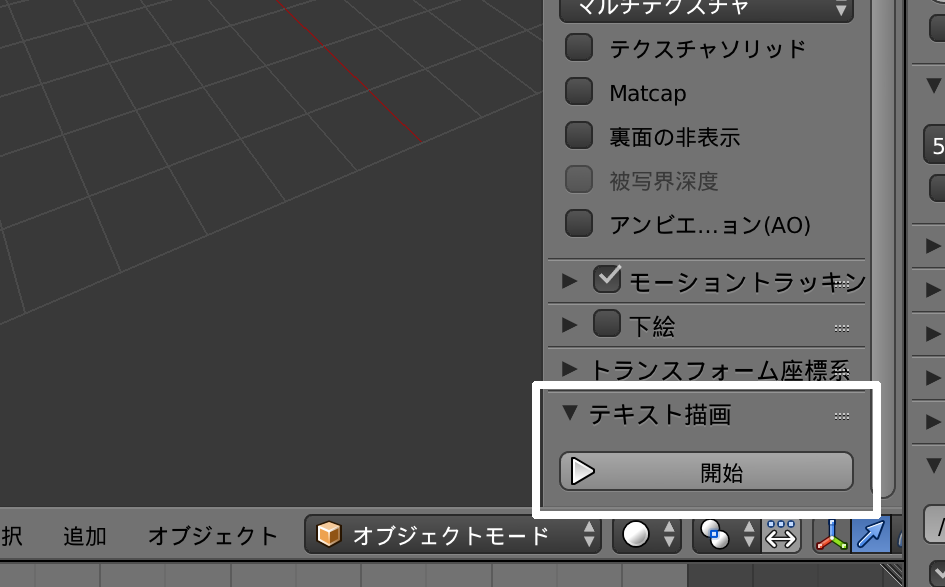 マルチテクスチャ
テクスチャソリッド
Matcap
裏面の非表示
被写界深度
アンビエ...ョン(AO)
モーショントラッキン
下絵
トランスフォーム座標系
テキスト描画
開始
択 追加 オブジェクト オブジェクトモード
5
/